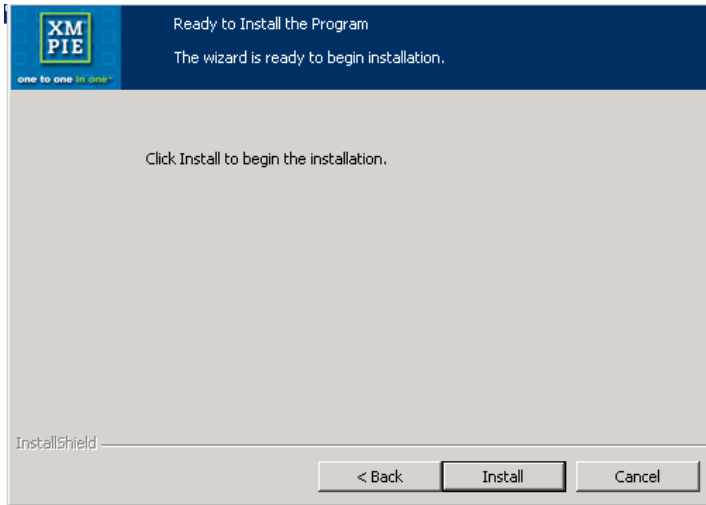 XM
PIE
one to one in one™
Ready to Install the Program
The wizard is ready to begin installation.
Click Install to begin the installation.
InstallShield
< Back
Install
Cancel